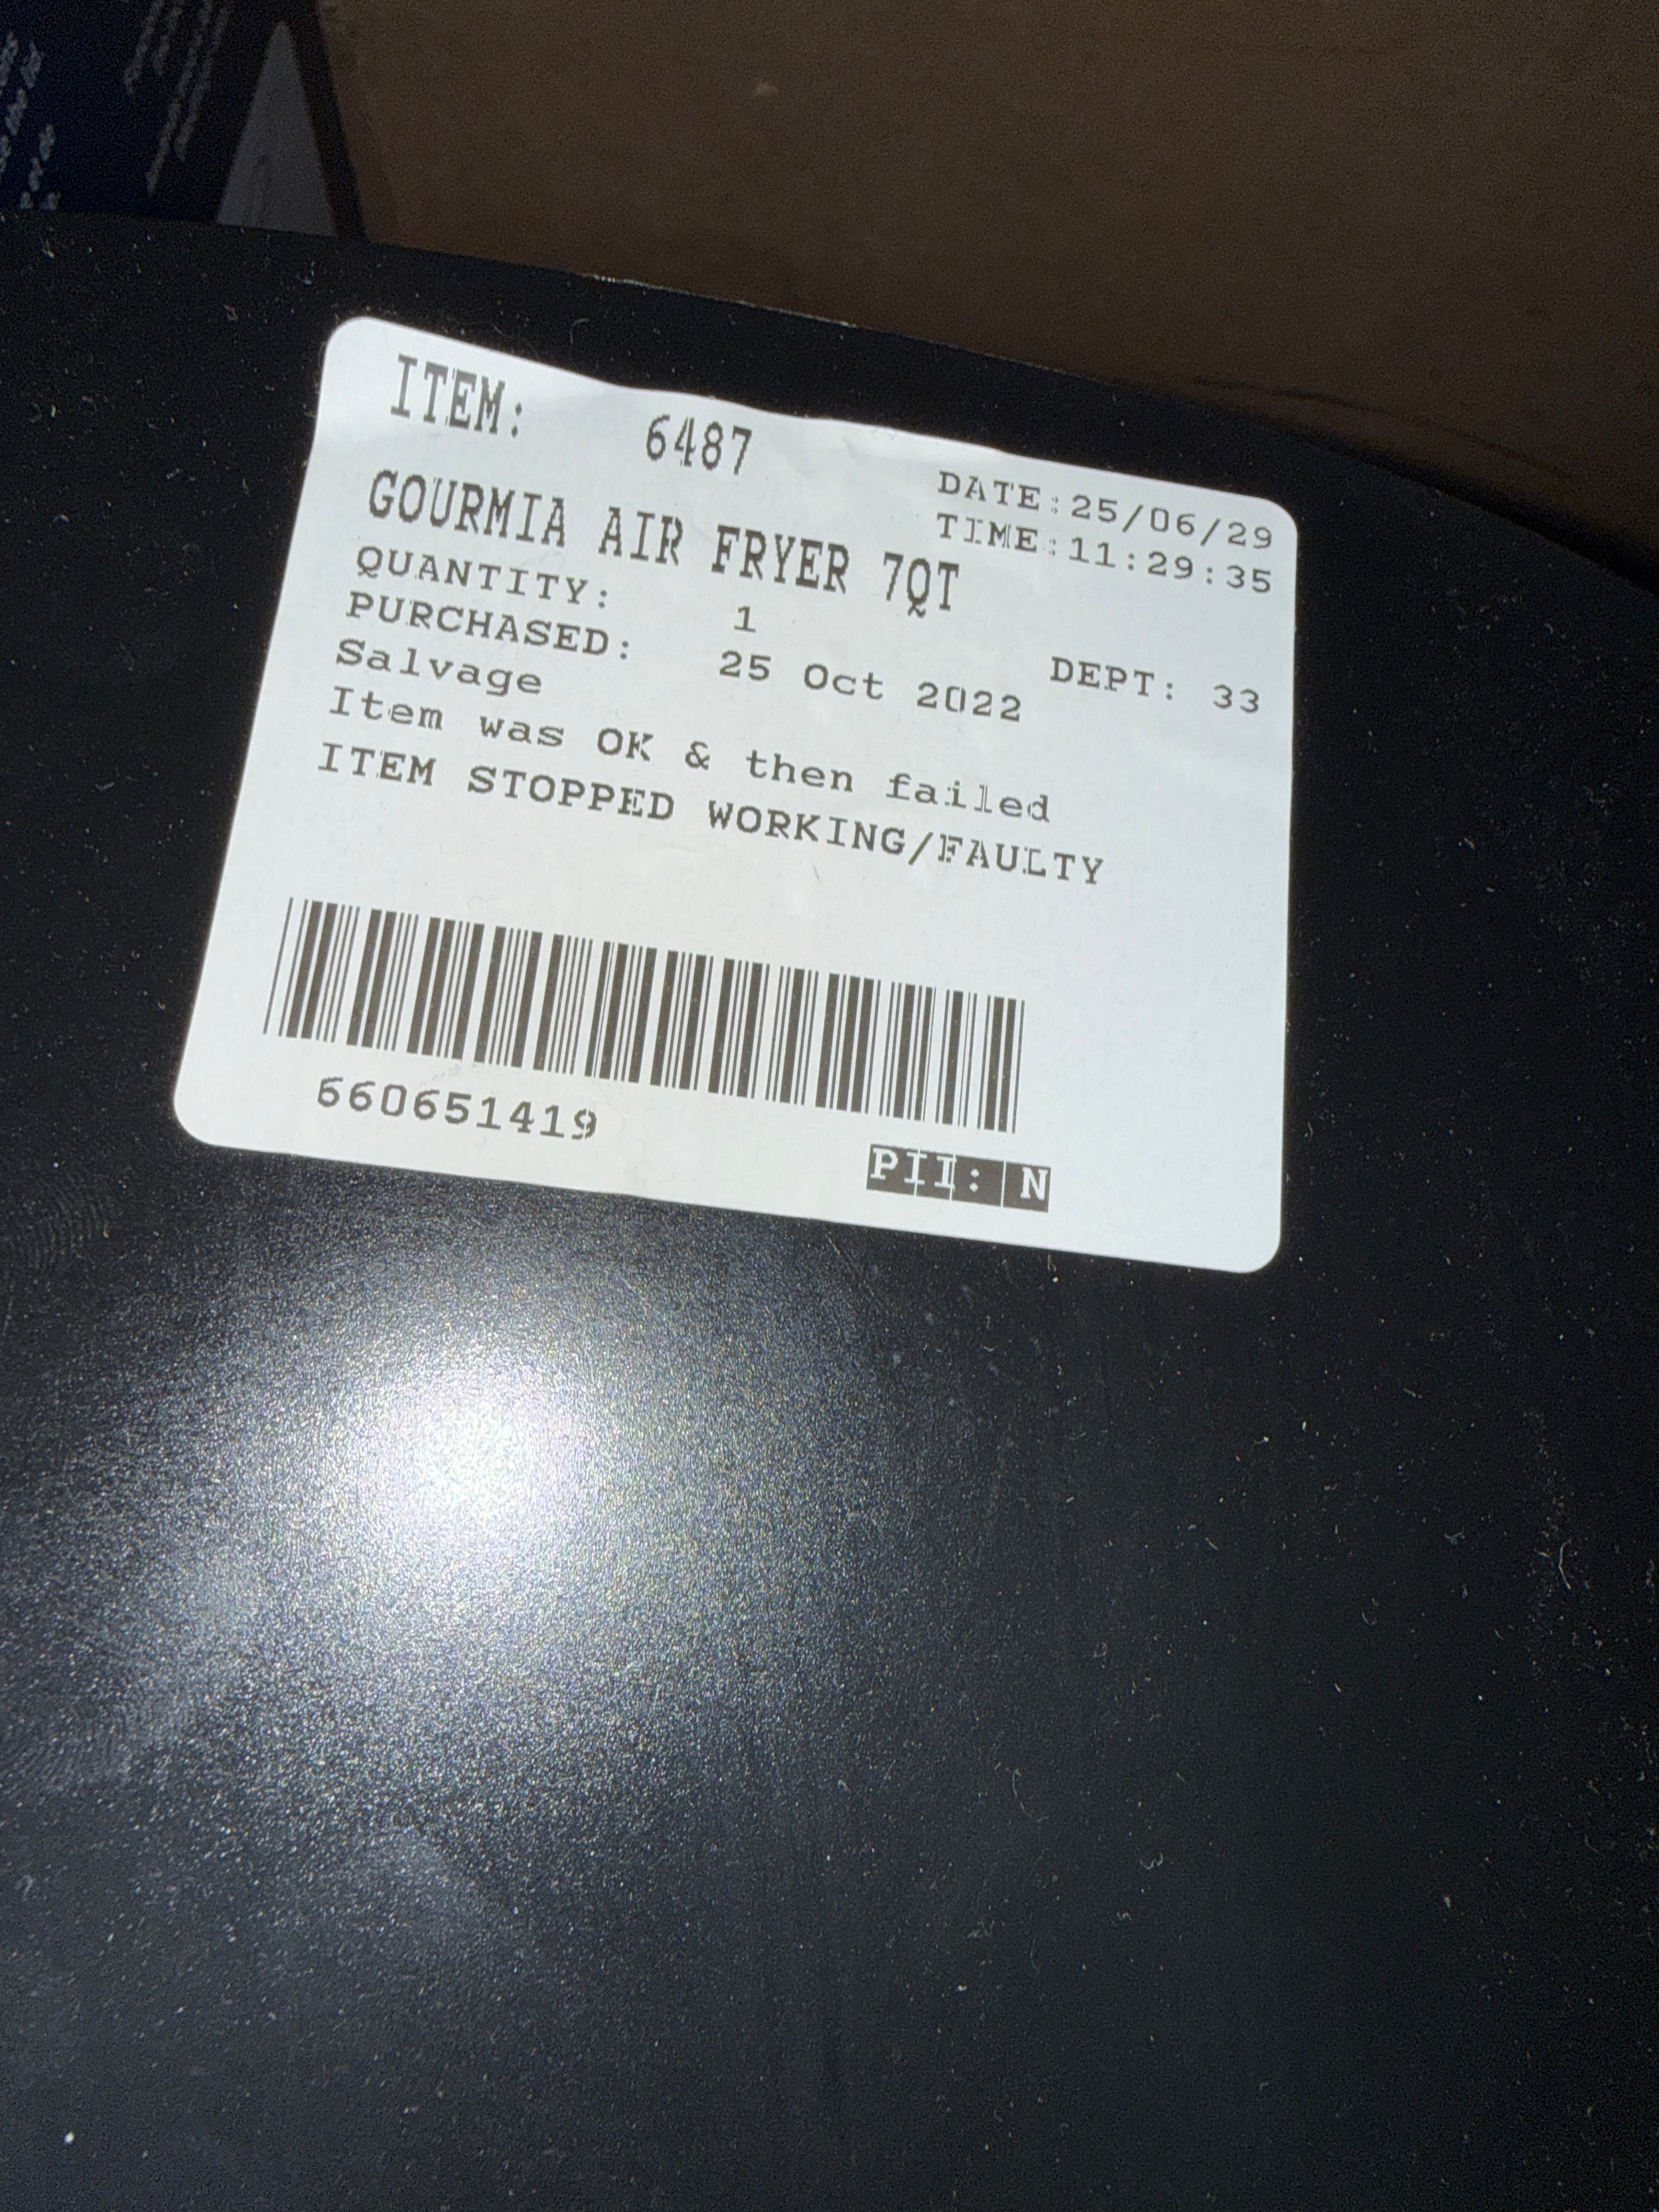 ITEM: 6487
DATE:25/06/29
TIME:11:29:35
GOURMIA AIR FRYER 7QT
QUANTITY: 1
DEPT: 33
PURCHASED: 25 Oct 2022
Salvage
Item was OK & then failed
ITEM STOPPED WORKING/FAULTY
660651419
PII: N